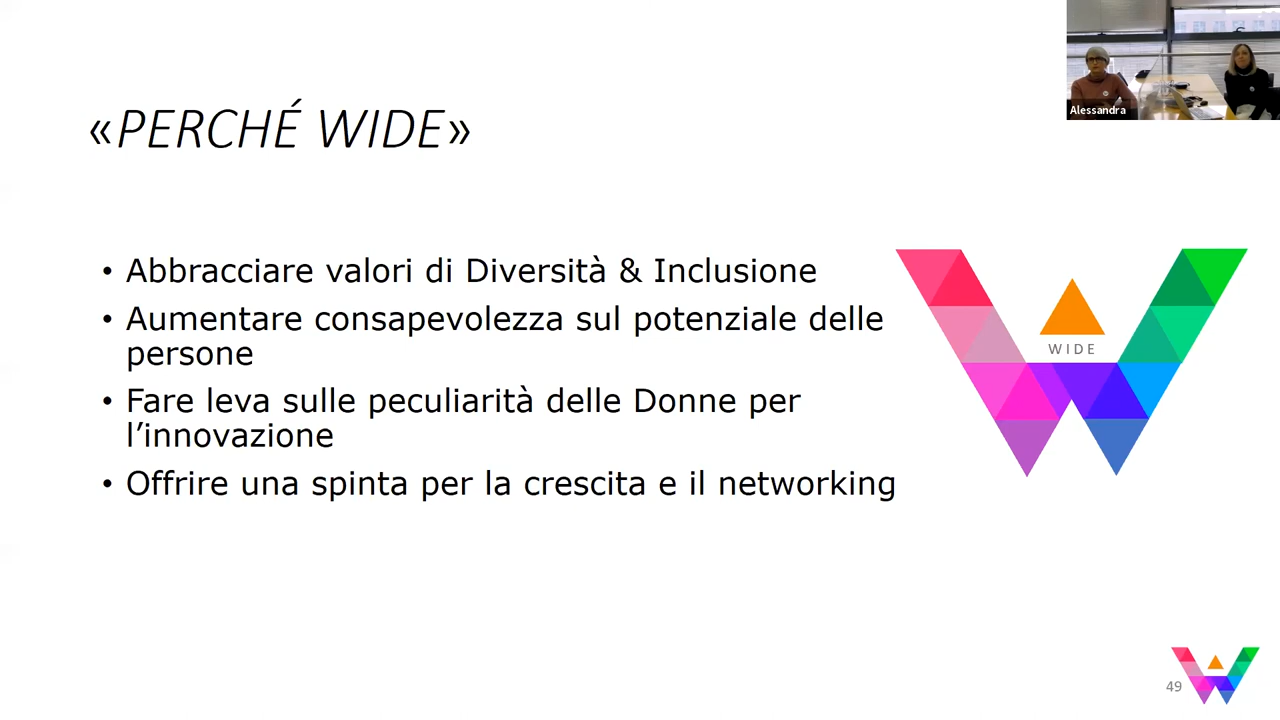 «PERCHÉ WIDE»
• Abbracciare valori di Diversità & Inclusione
• Aumentare consapevolezza sul potenziale delle
persone
• Fare leva sulle peculiarità delle Donne per
l’innovazione
• Offrire una spinta per la crescita e il networking
WIDE
Alessandra
49